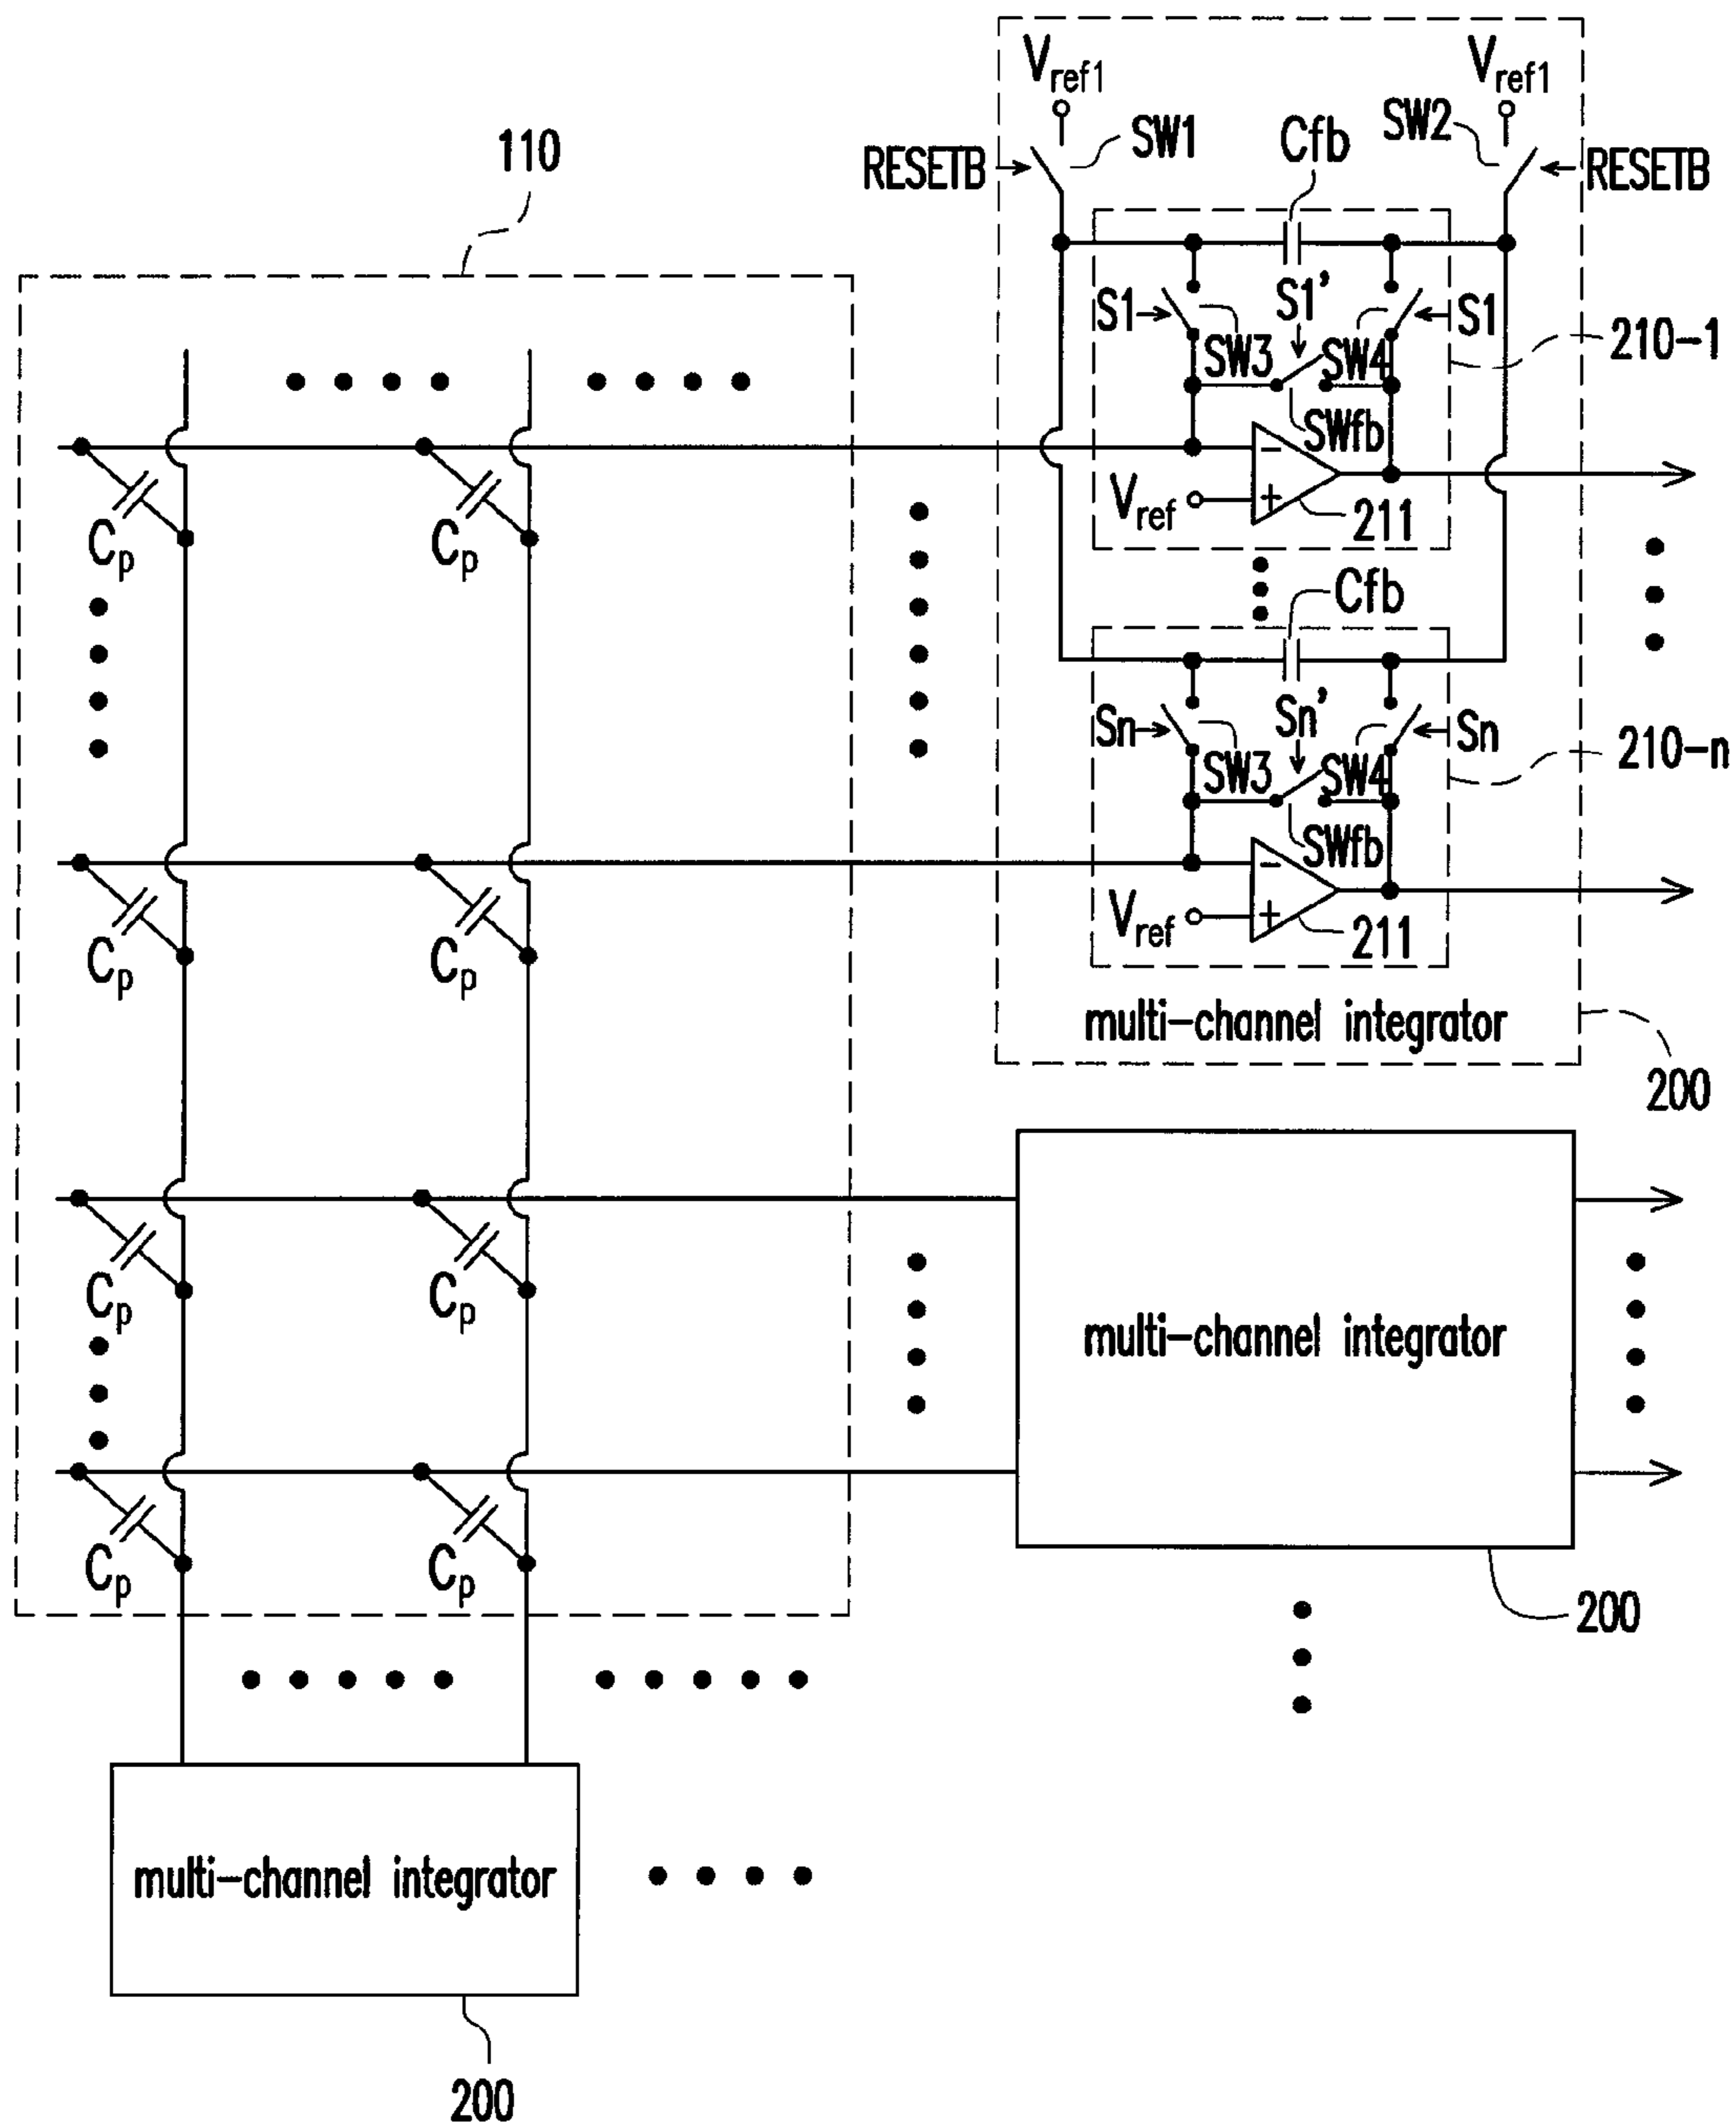 Vref1
Vref1
110
SW1
Cfb
SW2
RESETB
RESETB
S1
S1'
S1
210-1
SW3
SW4
SWfb
Cp
Cp
Vref
-
+
211
Cfb
Sn
Sn'
Sn
210-n
SW3
SW4
SWfb
Cp
Cp
Vref
-
+
211
multi-channel integrator
200
Cp
Cp
multi-channel integrator
Cp
Cp
200
multi-channel integrator
200